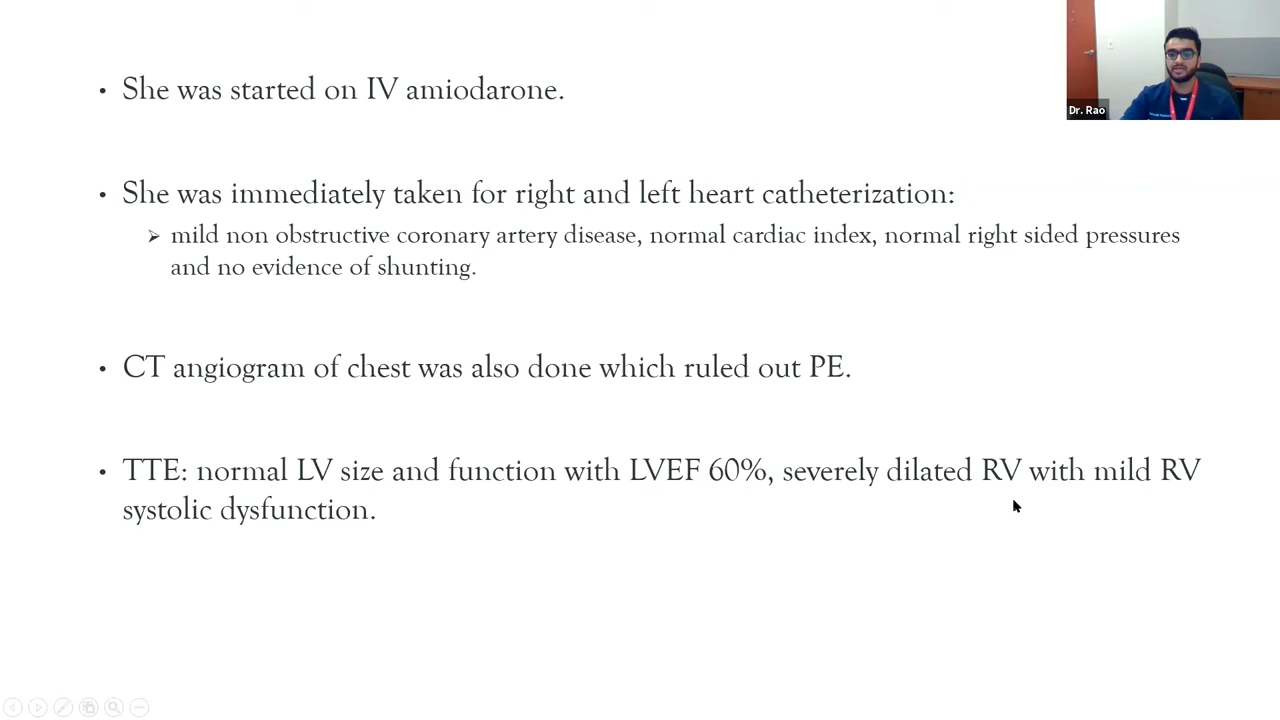 • She was started on IV amiodarone.
Dr. Rao
• She was immediately taken for right and left heart catheterization:
➢ mild non obstructive coronary artery disease, normal cardiac index, normal right sided pressures
and no evidence of shunting.
• CT angiogram of chest was also done which ruled out PE.
• TTE: normal LV size and function with LVEF 60%, severely dilated RV with mild RV
systolic dysfunction.